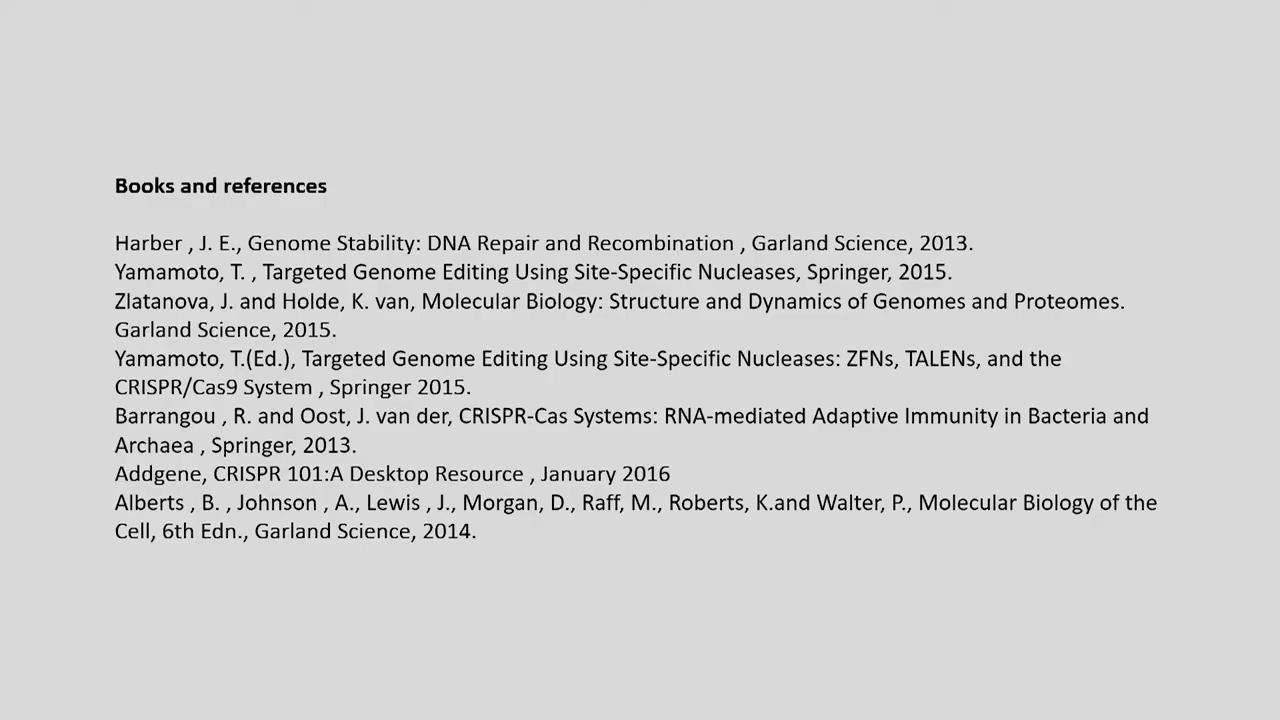 Books and references
Harber , J. E., Genome Stability: DNA Repair and Recombination , Garland Science, 2013.
Yamamoto, T. , Targeted Genome Editing Using Site-Specific Nucleases, Springer, 2015.
Zlatanova, J. and Holde, K. van, Molecular Biology: Structure and Dynamics of Genomes and Proteomes.
Garland Science, 2015.
Yamamoto, T.(Ed.), Targeted Genome Editing Using Site-Specific Nucleases: ZFNs, TALENs, and the
CRISPR/Cas9 System , Springer 2015.
Barrangou , R. and Oost, J. van der, CRISPR-Cas Systems: RNA-mediated Adaptive Immunity in Bacteria and
Archaea , Springer, 2013.
Addgene, CRISPR 101:A Desktop Resource , January 2016
Alberts , B. , Johnson , A., Lewis , J., Morgan, D., Raff, M., Roberts, K.and Walter, P., Molecular Biology of the
Cell, 6th Edn., Garland Science, 2014.